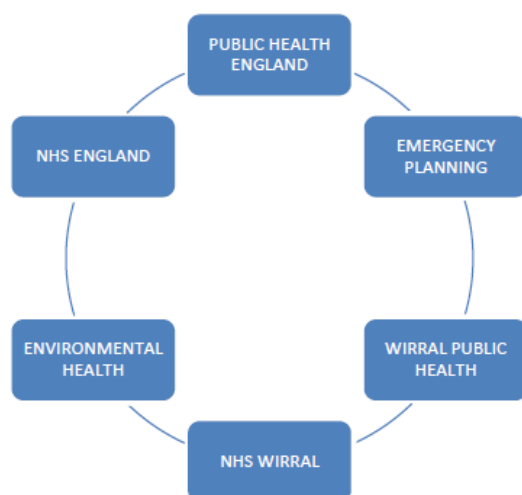 PUBLIC HEALTH
ENGLAND
NHS ENGLAND
EMERGENCY
PLANNING
ENVIRONMENTAL
HEALTH
WIRRAL PUBLIC
HEALTH
NHS WIRRAL